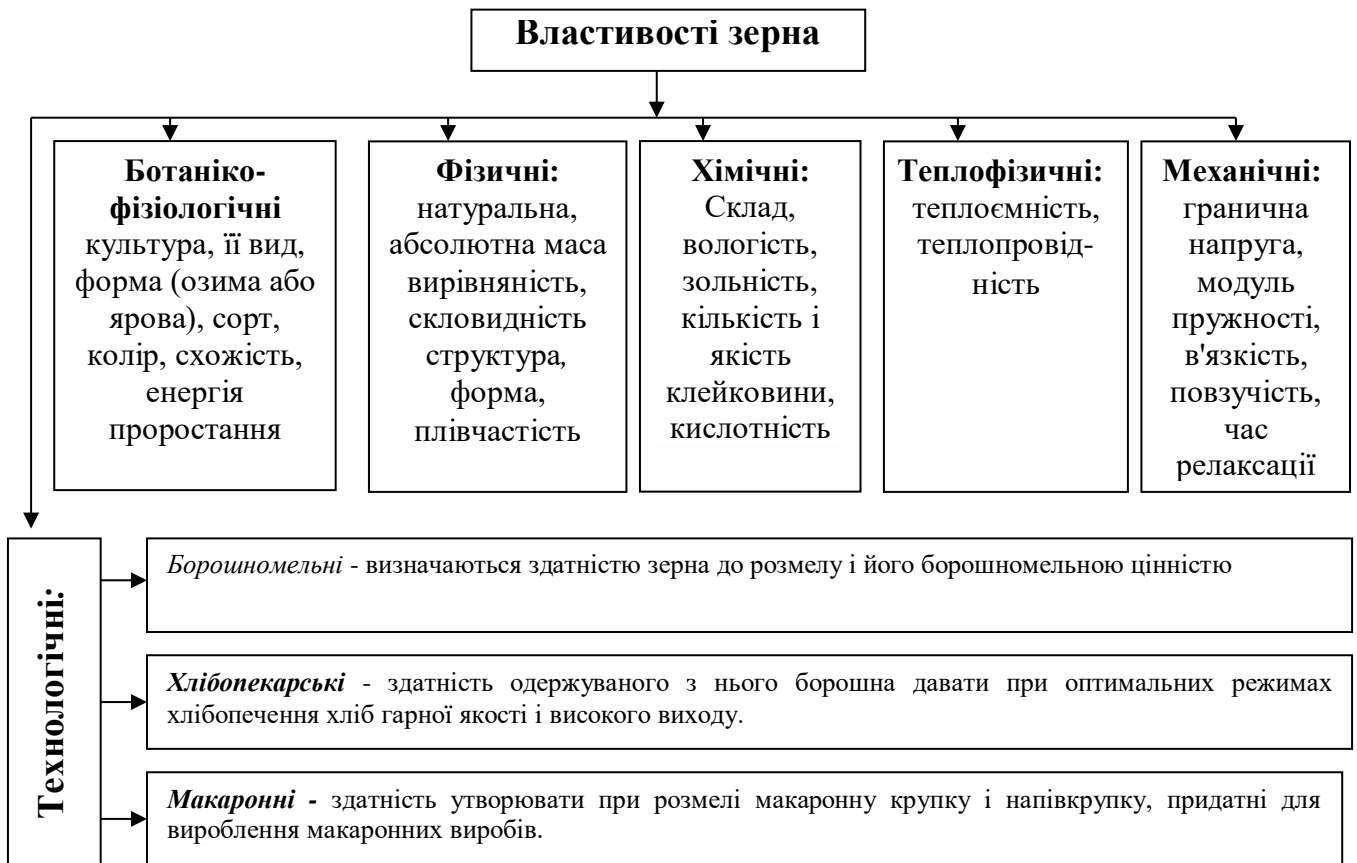 Властивості зерна
Ботаніко-
фізіологічні
культура, її вид,
форма (озима або
ярова), сорт,
колір, схожість,
енергія
проростання
Фізичні:
натуральна,
абсолютна маса
вирівняність,
скловидність
структура,
форма,
плівчастість
Хімічні:
Склад,
вологість,
зольність,
кількість і
якість
клейковини,
кислотність
Теплофізичні:
теплоємність,
теплопровід-
ність
Механічні:
гранична
напруга,
модуль
пружності,
в'язкість,
повзучість,
час
релаксації
Технологічні:
Борошномельні - визначаються здатністю зерна до розмелу і його борошномельною цінністю
Хлібопекарські - здатність одержуваного з нього борошна давати при оптимальних режимах
хлібопечення хліб гарної якості і високого виходу.
Макаронні - здатність утворювати при розмелі макаронну крупку і напівкрупку, придатні для
вироблення макаронних виробів.